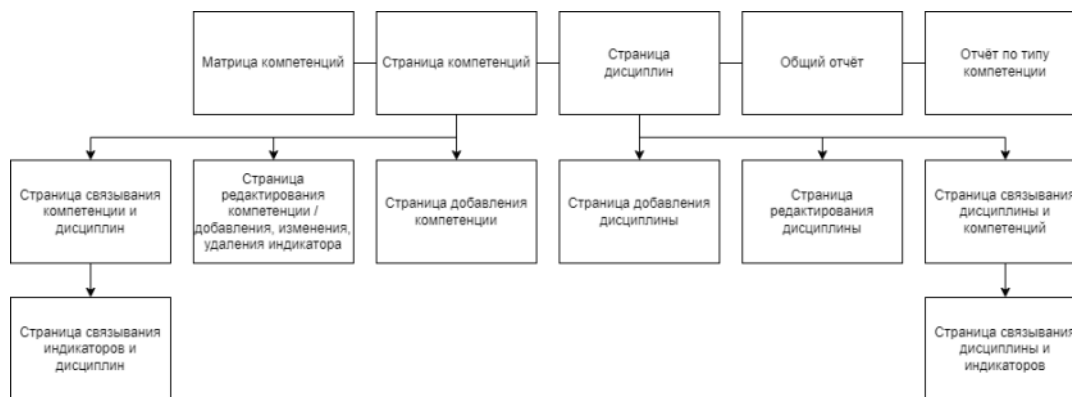 Матрица компетенций
Страница компетенций
Страница
дисциплин
Общий отчёт
Отчёт по типу
компетенции
Страница связывания
компетенции и
дисциплин
Страница
редактирования
компетенции /
добавления, изменения,
удаления индикатора
Страница добавления
компетенции
Страница добавления
дисциплины
Страница
редактирования
дисциплины
Страница связывания
дисциплины и
компетенций
Страница связывания
индикаторов и
дисциплин
Страница связывания
дисциплины и
индикаторов